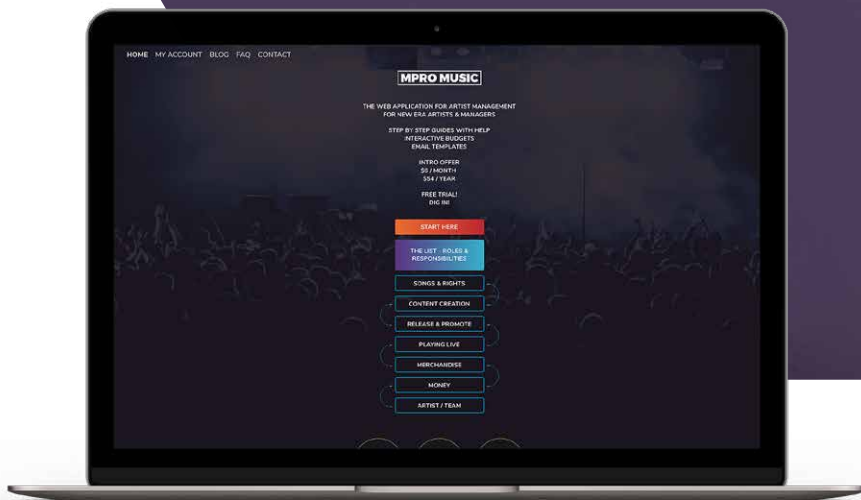 HOME MY ACCOUNT BLOG FAQ CONTACT
MPRO MUSIC
THE WEB APPLICATION FOR ARTIST MANAGEMENT
FOR NEW ERA ARTISTS & MANAGERS
STEP BY STEP GUIDES WITH HELP
INTERACTIVE BUDGETS
EMAIL TEMPLATES
INTRO OFFER
/ MONTH
/ YEAR
FREE TRIAL!
DIG IN!
START HERE
THE LIST - ROLES &
RESPONSIBILITIES
SONGS & RIGHTS
CONTENT CREATION
RELEASE & PROMOTE
PLAYING LIVE
MERCHANDISE
MONEY
ARTIST / TEAM